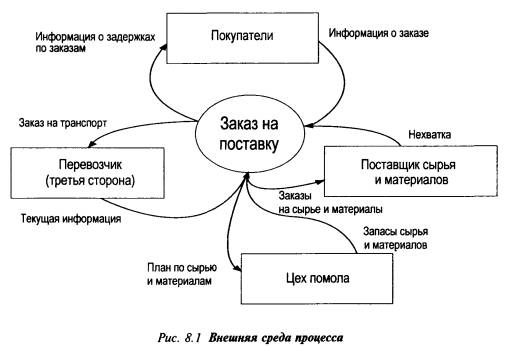 Информация о задержках
по заказам
Покупатели
Информация о заказе
Заказ на транспорт
Заказ на
поставку
Нехватка
Перевозчик
(третья сторона)
Поставщик сырья
и материалов
Текущая информация
Заказы
на сырье и материалы
Запасы сырья
и материалов
План по сырью
и материалам
Цех помола
Рис. 8.1 Внешняя среда процесса